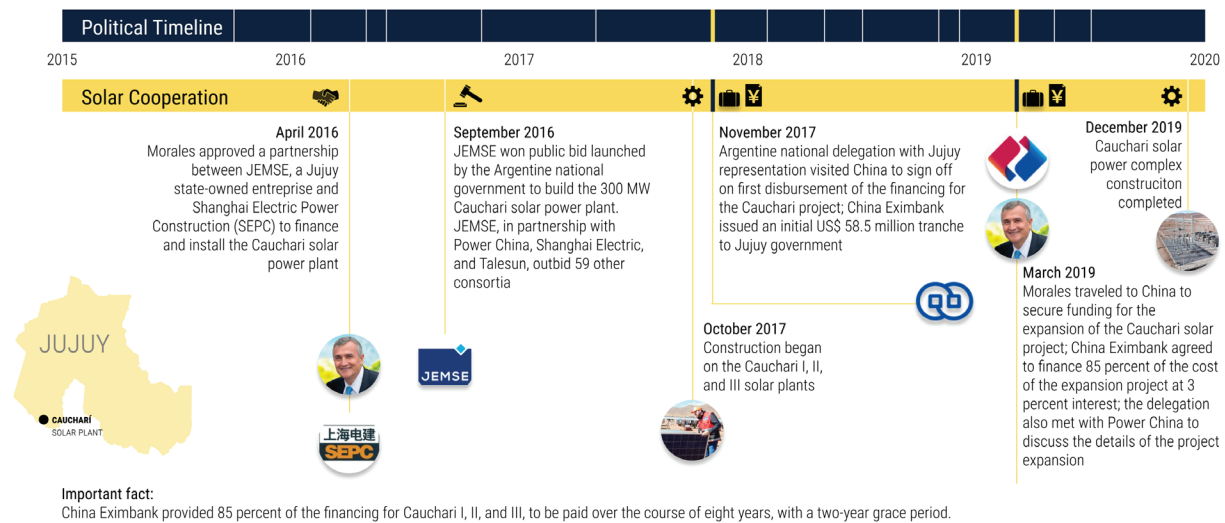 Political Timeline
2015
2016
2017
2018
2019
2020
Solar Cooperation
April 2016
Morales approved a partnership
between JEMSE, a Jujuy
state-owned entreprise and
Shanghai Electric Power
Construction (SEPC) to finance
and install the Cauchari solar
power plant
September 2016
JEMSE won public bid launched
by the Argentine national
government to build the 300 MW
Cauchari solar power plant.
JEMSE, in partnership with
Power China, Shanghai Electric,
and Talesun, outbid 59 other
consortia
October 2017
Construction began
on the Cauchari I, II,
and III solar plants
¥
November 2017
Argentine national delegation with Jujuy
representation visited China to sign off
on first disbursement of the financing for
the Cauchari project; China Eximbank
issued an initial US$ 58.5 million tranche
to Jujuy government
¥
March 2019
Morales traveled to China to
secure funding for the
expansion of the Cauchari solar
project; China Eximbank agreed
to finance 85 percent of the cost
of the expansion project at 3
percent interest; the delegation
also met with Power China to
discuss the details of the project
expansion
December 2019
Cauchari solar
power complex
construciton
completed
JUJUY
CAUCHARÍ
SOLAR PLANT
上海电建
SEPC
JEMSE
Important fact:
China Eximbank provided 85 percent of the financing for Cauchari I, II, and III, to be paid over the course of eight years, with a two-year grace period.